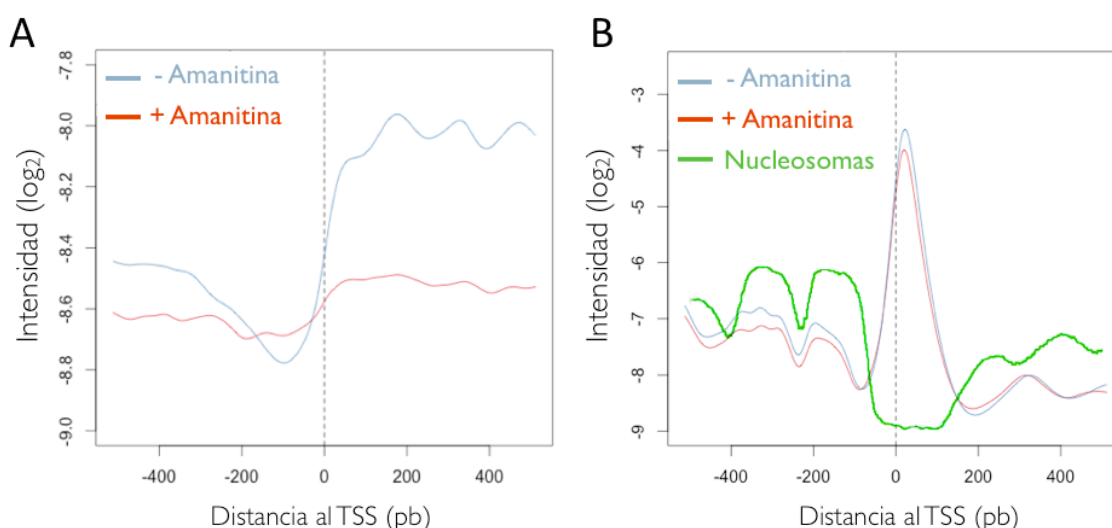 A
- Amanitina
+ Amanitina
Intensidad (log2)
-7.8
-8.0
-8.2
-8.4
-8.6
-8.8
-9.0
-400
-200
0
200
400
Distancia al TSS (pb)
B
- Amanitina
+ Amanitina
Nucleosomas
Intensidad (log2)
-3
-4
-5
-6
-7
-8
-9
-400
-200
0
200
400
Distancia al TSS (pb)